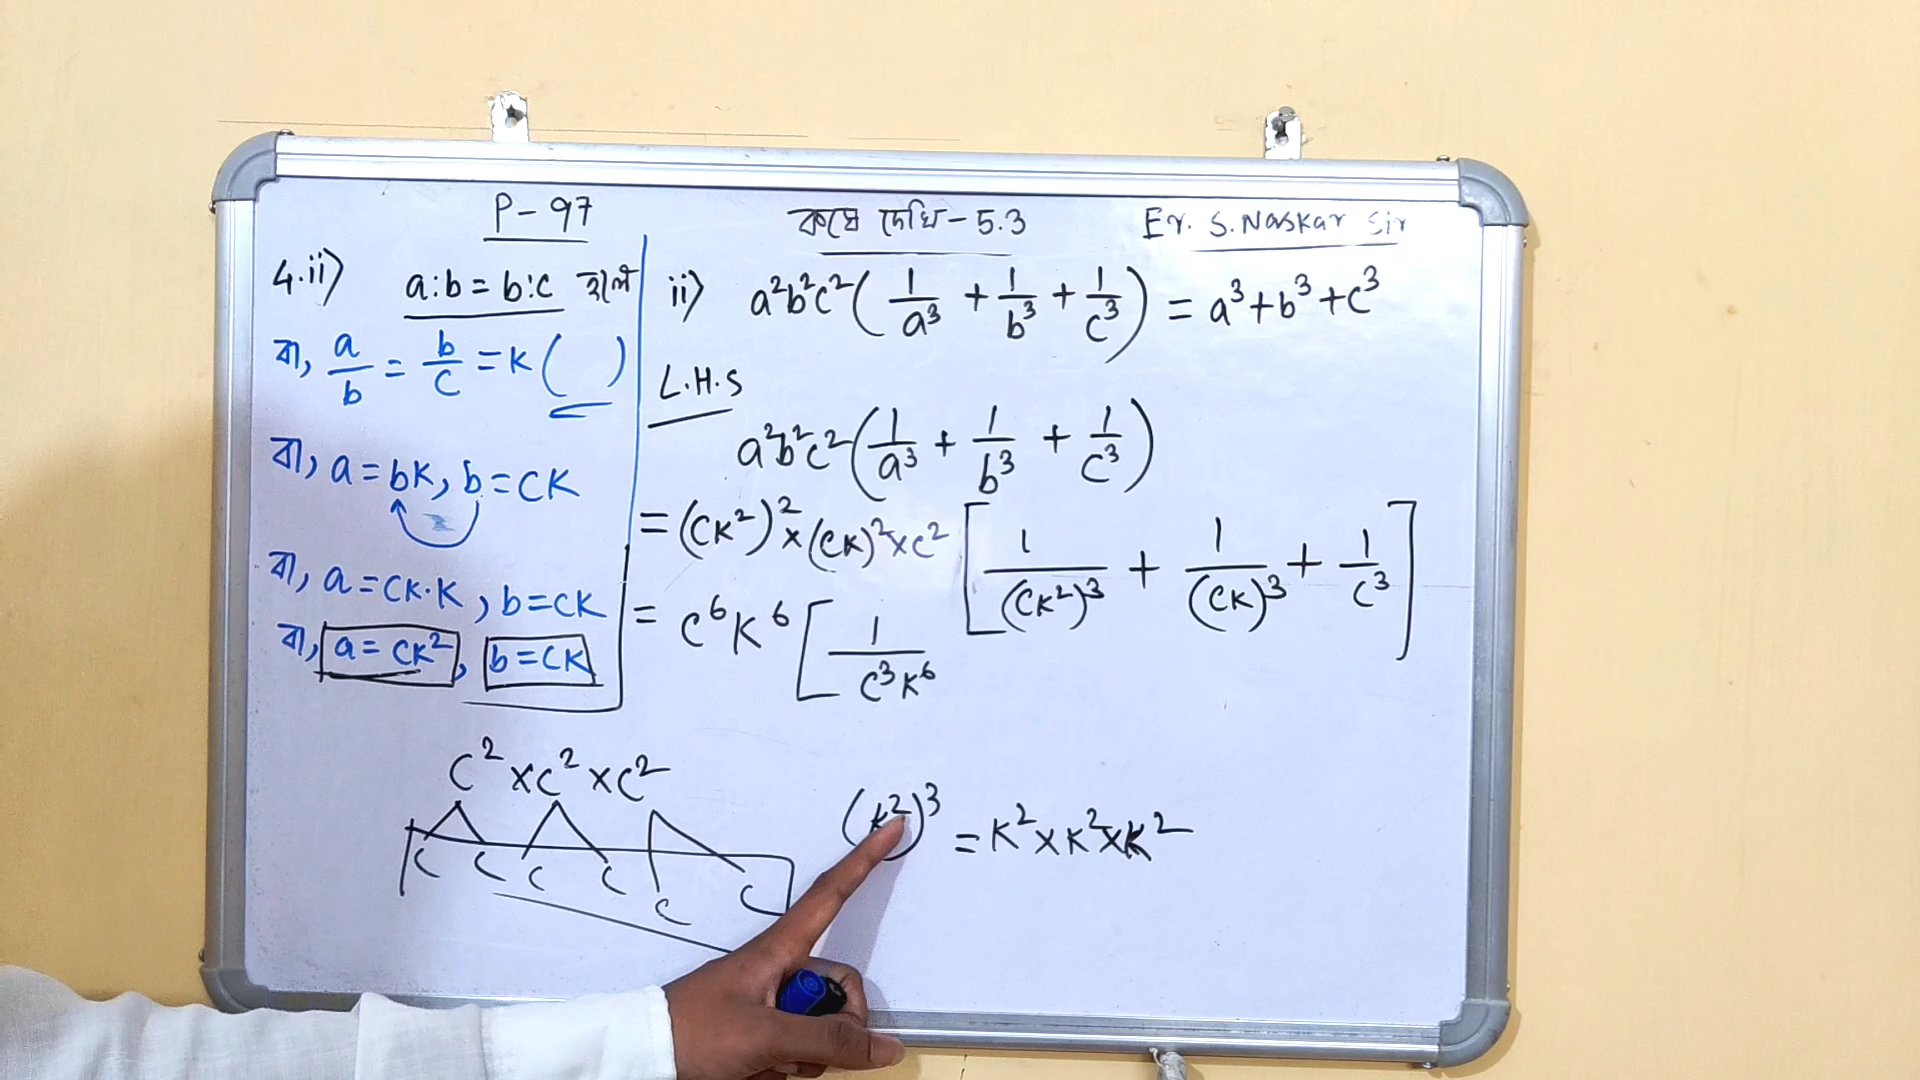 P - 97
কষে দেখি - 5.3
Er. S. Naskar Sir
4.ii) a:b = b:c হলে
বা, a/b = b/c = K ( )
বা, a = bK, b = CK
বা, a = CK·K, b = CK
বা, a = CK², b = CK
ii) a²b²c² ( 1/a³ + 1/b³ + 1/c³ ) = a³ + b³ + c³
L.H.S
a²b²c² ( 1/a³ + 1/b³ + 1/c³ )
= (CK²)² × (CK)² × C² [ 1/(CK²)³ + 1/(CK)³ + 1/C³ ]
= C⁶K⁶ [ 1/C³K⁶
C² × C² × C²
C C C C C C
(K²)³ = K² × K² × K²